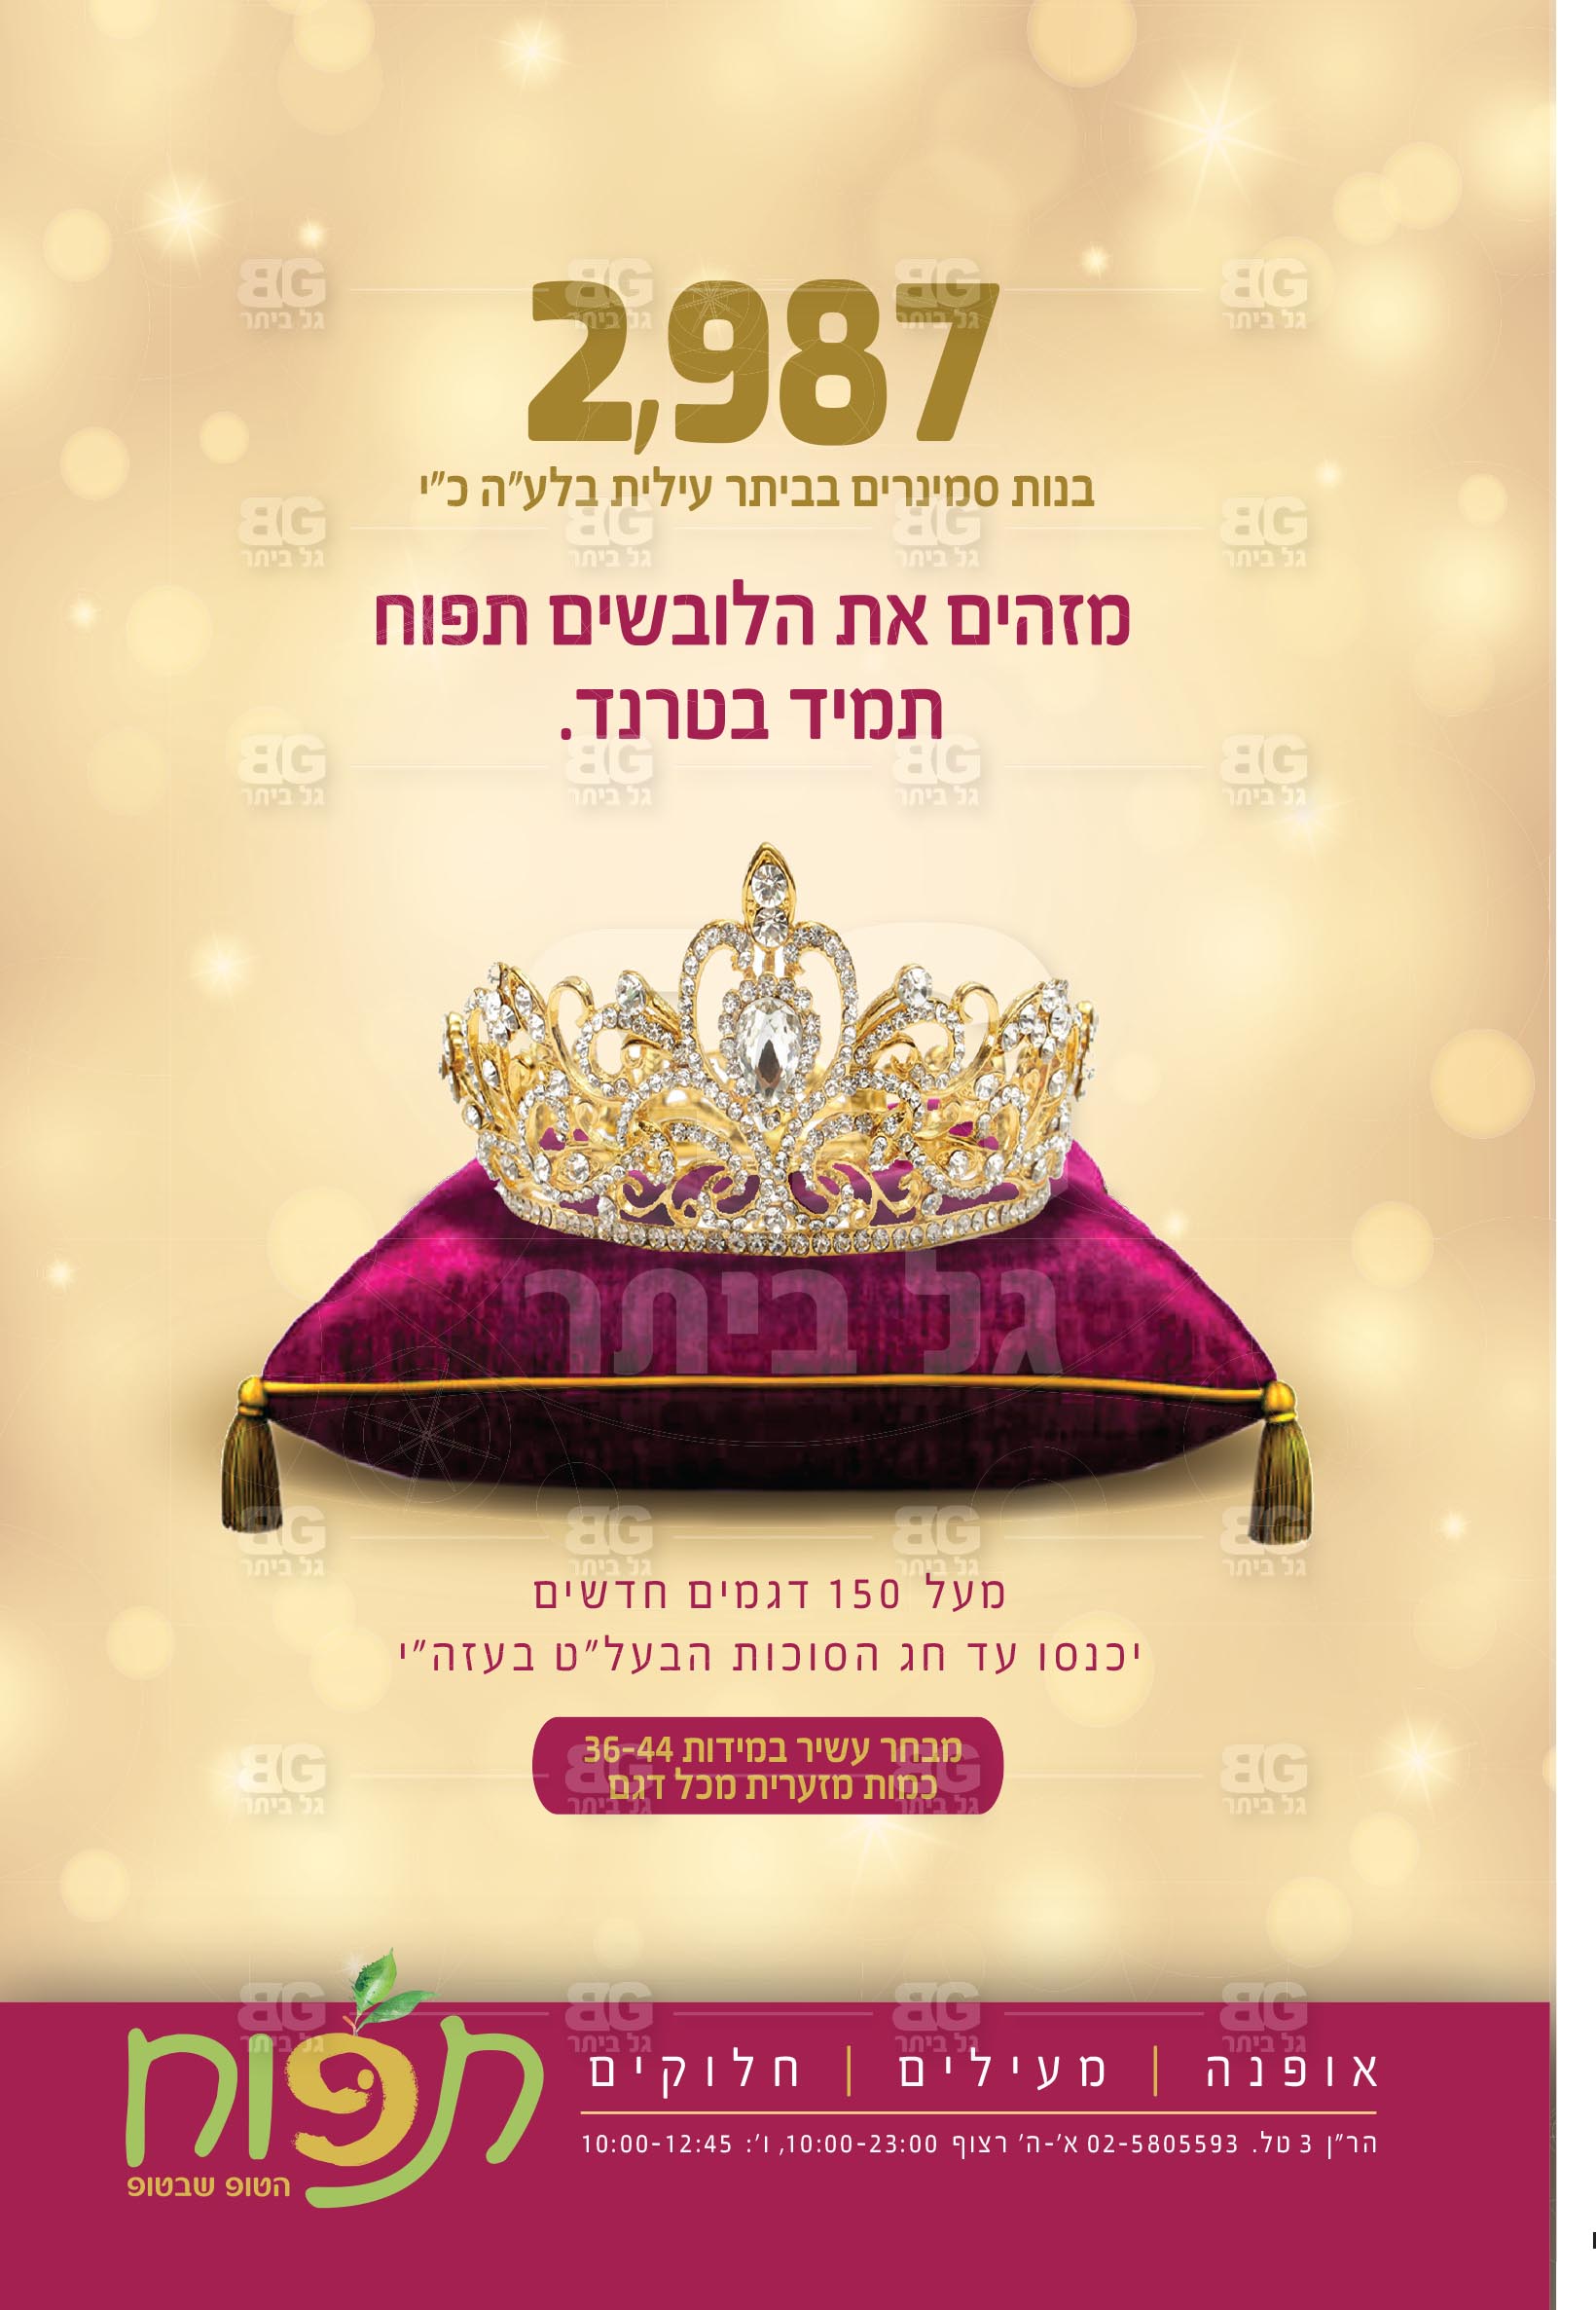 2,987
בנות סמינרים בביתר עילית בלע"ה כ"י
מזהים את הלובשים תפוח
תמיד בטרנד.
גל ביתר
מעל 150 דגמים חדשים
יכנסו עד חג הסוכות הבעל"ט בעזה"י
מבחר עשיר במידות 36-44
כמות מזערית מכל דגם
אופנה | מעילים | חלוקים
הר"ן 3 טל. 02-5805593 א'-ה' רצוף 10:00-23:00, ו': 10:00-12:45
תפוח
הטופ שבטופ